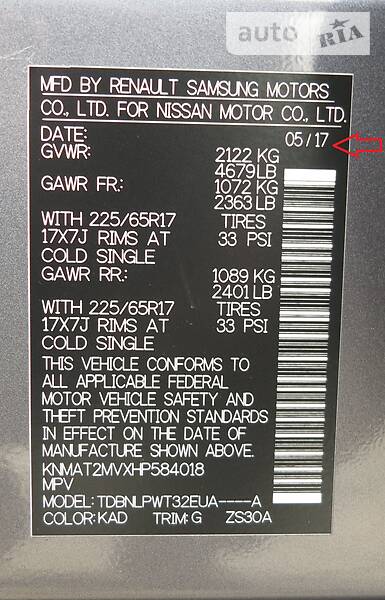 auto RIA
MFD BY RENAULT SAMSUNG MOTORS
CO., LTD. FOR NISSAN MOTOR CO., LTD.
DATE: 05/17
GVWR: 2122 KG
4679 LB
GAWR FR.: 1072 KG
2363 LB
WITH 225/65R17 TIRES
17X7J RIMS AT 33 PSI
COLD SINGLE
GAWR RR.: 1089 KG
2401 LB
WITH 225/65R17 TIRES
17X7J RIMS AT 33 PSI
COLD SINGLE
THIS VEHICLE CONFORMS TO
ALL APPLICABLE FEDERAL
MOTOR VEHICLE SAFETY AND
THEFT PREVENTION STANDARDS
IN EFFECT ON THE DATE OF
MANUFACTURE SHOWN ABOVE.
KNMAT2MVXHP584018
MPV
MODEL: TDBNLPWT32EUA----A
COLOR: KAD TRIM: G ZS30A